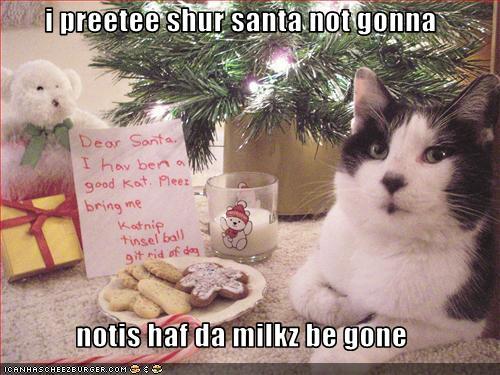 i preetee shur santa not gonna
Dear Santa,
I hav ben a
good Kat. Pleez
bring me
Katnip
tinsel ball
git rid of dog
notis haf da milkz be gone
ICANHASCHEEZBURGER.COM